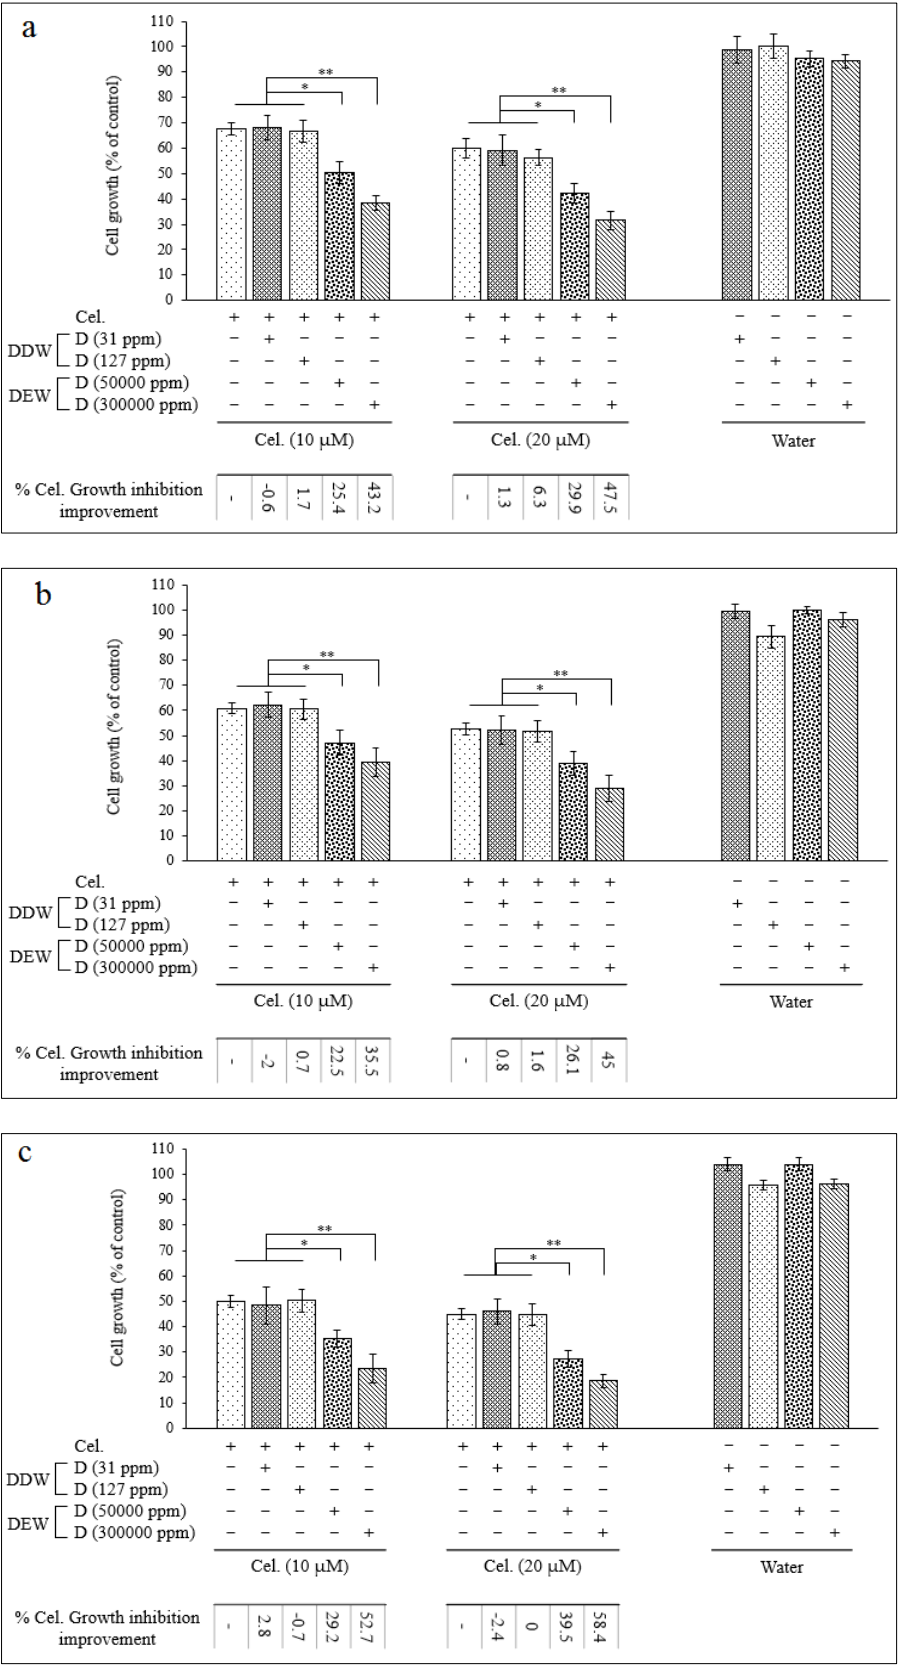 a
Cell growth (% of control)
110
100
90
80
70
60
50
40
30
20
10
0
**
*
**
*
Cel. + + + + + + + + + + − − − −
DDW
D (31 ppm) − + − − − − + − − − + − − −
D (127 ppm) − − + − − − − + − − − + − −
DEW
D (50000 ppm) − − − + − − − − + − − − + −
D (300000 ppm) − − − − + − − − − + − − − +
Cel. (10 μM) Cel. (20 μM) Water
% Cel. Growth inhibition
improvement
- -0.6 1.7 25.4 43.2 - 1.3 6.3 29.9 47.5
b
Cell growth (% of control)
110
100
90
80
70
60
50
40
30
20
10
0
**
*
**
*
Cel. + + + + + + + + + + − − − −
DDW
D (31 ppm) − + − − − − + − − − + − − −
D (127 ppm) − − + − − − − + − − − + − −
DEW
D (50000 ppm) − − − + − − − − + − − − + −
D (300000 ppm) − − − − + − − − − + − − − +
Cel. (10 μM) Cel. (20 μM) Water
% Cel. Growth inhibition
improvement
- -2 0.7 22.5 35.5 - 0.8 1.6 26.1 45
c
Cell growth (% of control)
110
100
90
80
70
60
50
40
30
20
10
0
**
*
**
*
Cel. + + + + + + + + + + − − − −
DDW
D (31 ppm) − + − − − − + − − − + − − −
D (127 ppm) − − + − − − − + − − − + − −
DEW
D (50000 ppm) − − − + − − − − + − − − + −
D (300000 ppm) − − − − + − − − − + − − − +
Cel. (10 μM) Cel. (20 μM) Water
% Cel. Growth inhibition
improvement
- 2.8 -0.7 29.2 52.7 - -2.4 0 39.5 58.4